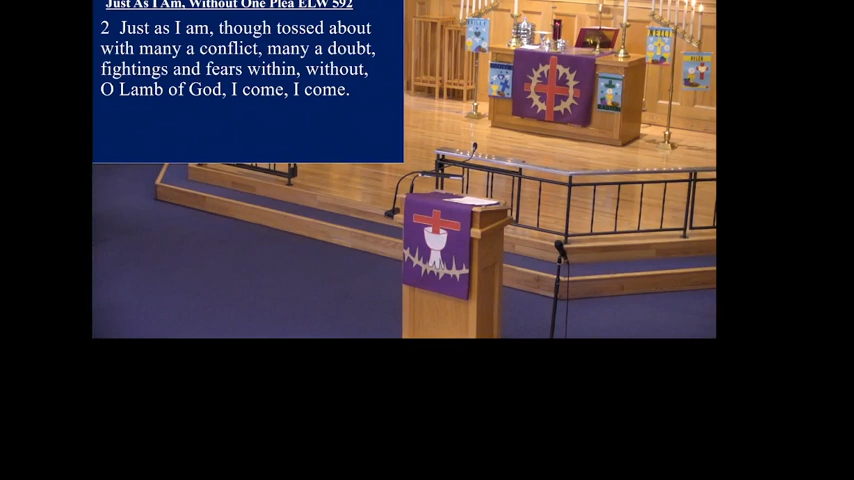 Just As I Am, Without One Plea ELW 592
2 Just as I am, though tossed about
with many a conflict, many a doubt,
fightings and fears within, without,
O Lamb of God, I come, I come.